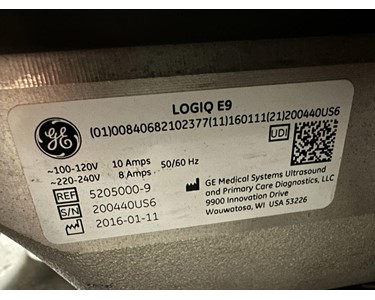 LOGIQ E9
(01)00840682102377(11)160111(21)200440US6
UDI
GE
~100-120V 10 Amps 50/60 Hz
~220-240V 8 Amps
REF 5205000-9
S/N 200440US6
2016-01-11
GE Medical Systems Ultrasound
and Primary Care Diagnostics, LLC
9900 Innovation Drive
Wauwotosa, WI USA 53226